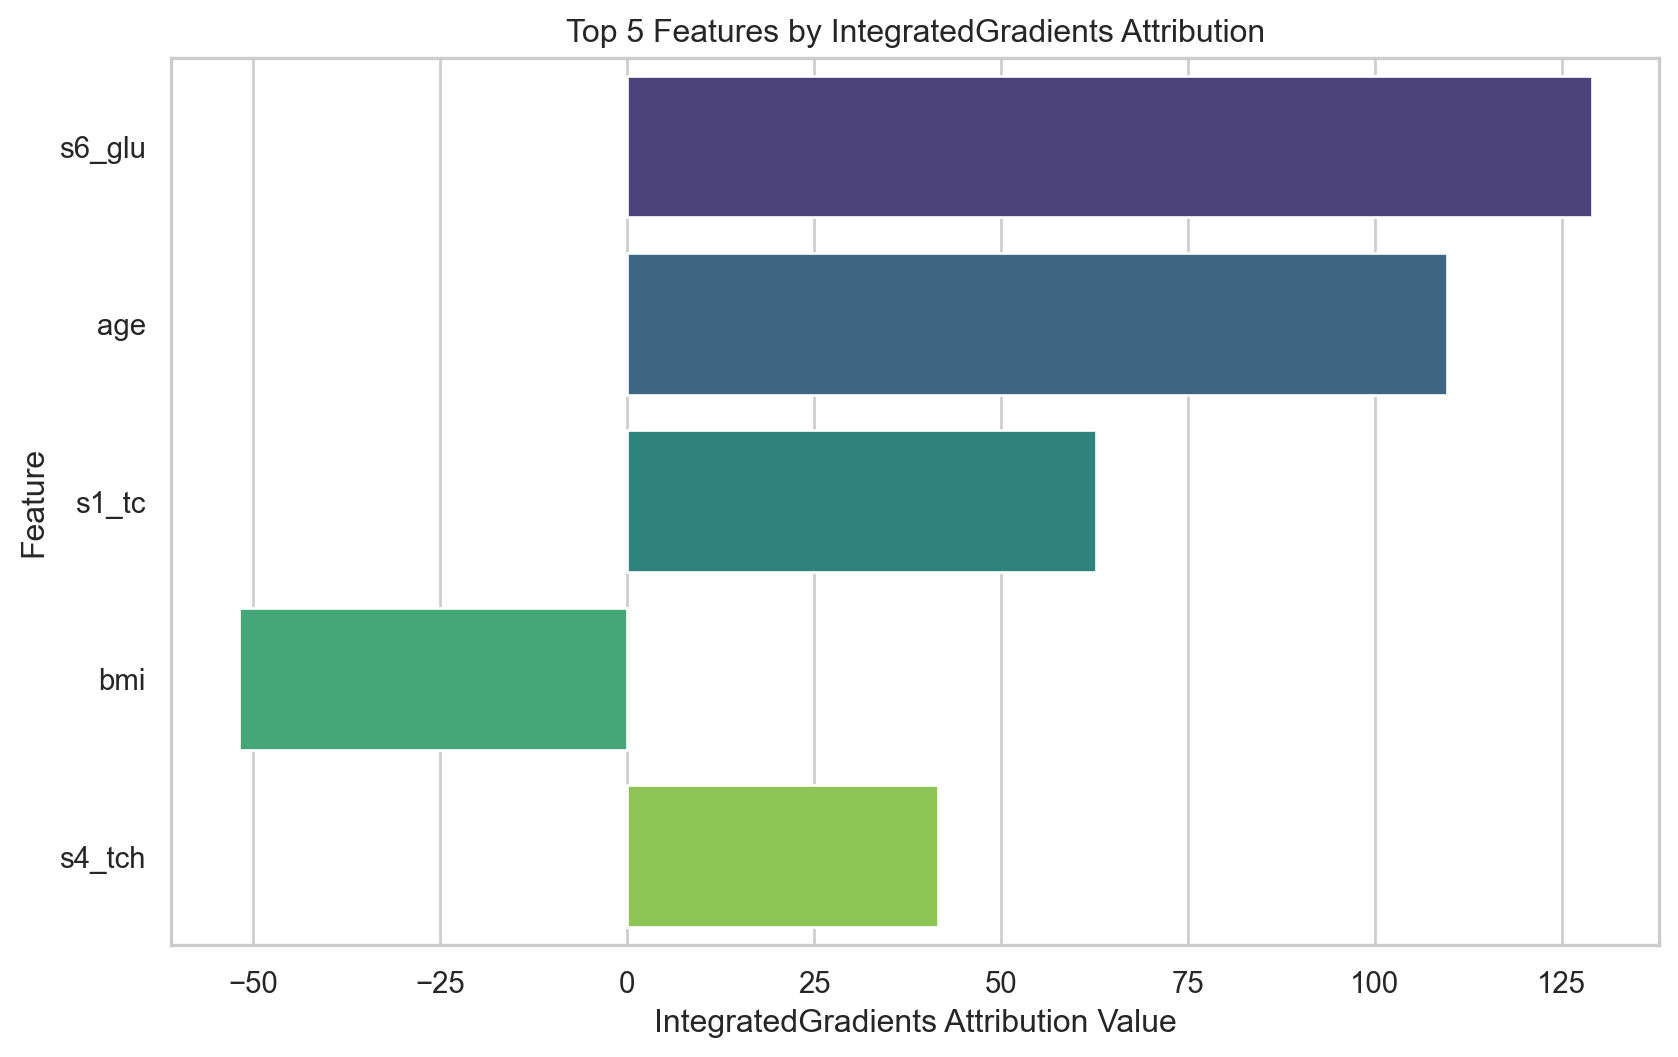 Top 5 Features by IntegratedGradients Attribution
Feature
s6_glu
age
s1_tc
bmi
s4_tch
−50 −25 0 25 50 75 100 125
IntegratedGradients Attribution Value